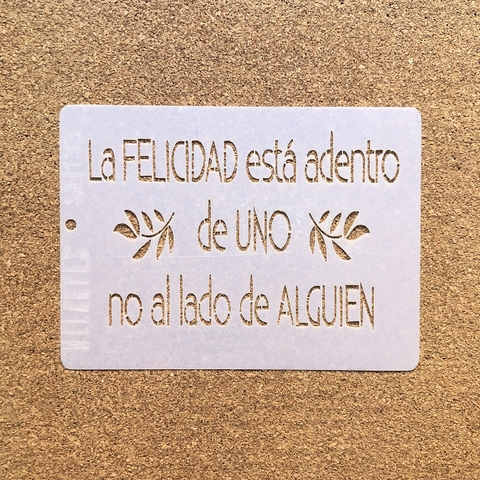 La FELICIDAD está adentro
de UNO
no al lado de ALGUIEN